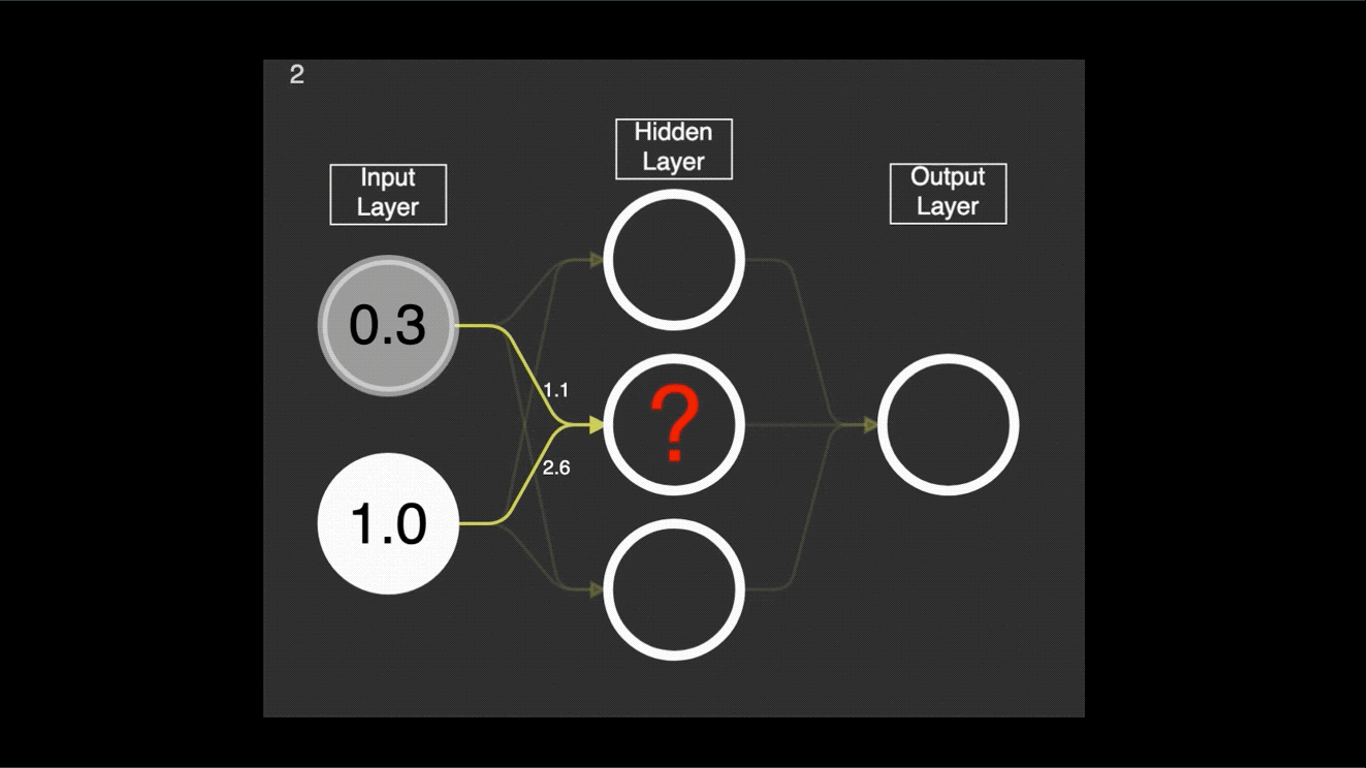 2
Hidden
Layer
Input
Layer
Output
Layer
0.3
1.1
?
2.6
1.0